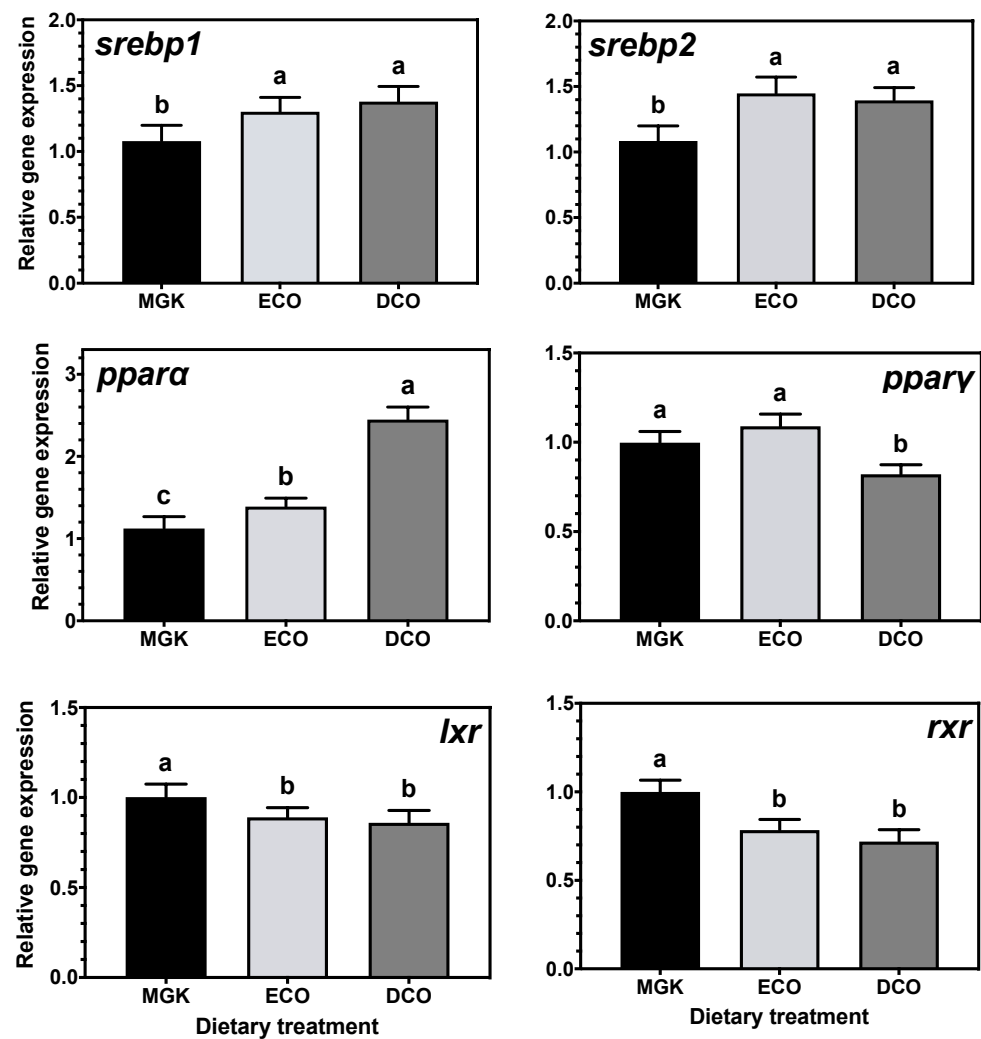 srebp1
Relative gene expression
2.0
1.5
1.0
0.5
0.0
b
a
a
MGK
ECO
DCO
srebp2
2.0
1.5
1.0
0.5
0.0
b
a
a
MGK
ECO
DCO
pparα
Relative gene expression
3
2
1
0
c
b
a
MGK
ECO
DCO
pparγ
1.5
1.0
0.5
0.0
a
a
b
MGK
ECO
DCO
lxr
Relative gene expression
1.5
1.0
0.5
0.0
a
b
b
MGK
ECO
DCO
Dietary treatment
rxr
1.5
1.0
0.5
0.0
a
b
b
MGK
ECO
DCO
Dietary treatment